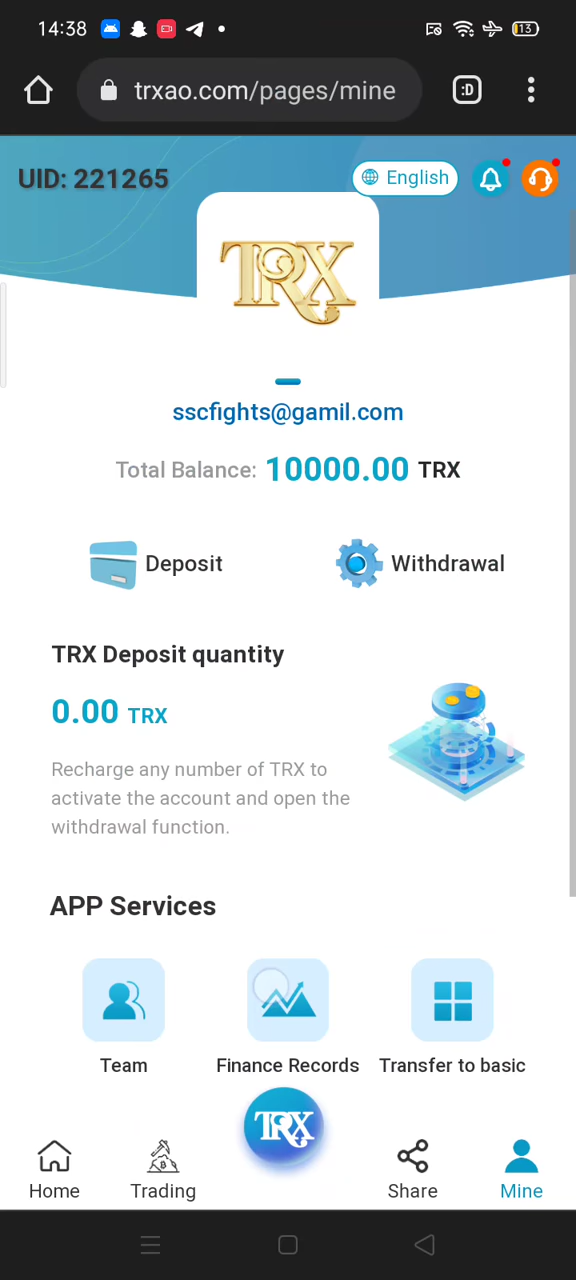 14:38
13
:D
trxao.com/pages/mine
UID: 221265
English
TRX
sscfights@gamil.com
Total Balance: 10000.00 TRX
Deposit
Withdrawal
TRX Deposit quantity
0.00 TRX
Recharge any number of TRX to
activate the account and open the
withdrawal function.
APP Services
Team
Finance Records
Transfer to basic
TRX
Home
Trading
Share
Mine